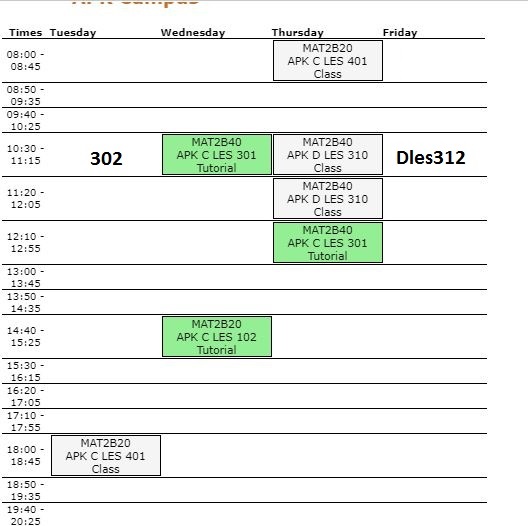 APK Campus
Times Tuesday Wednesday Thursday Friday
08:00 -
08:45
MAT2B20
APK C LES 401
Class
08:50 -
09:35
09:40 -
10:25
10:30 -
11:15
302
MAT2B40
APK C LES 301
Tutorial
MAT2B40
APK D LES 310
Class
Dles312
11:20 -
12:05
MAT2B40
APK D LES 310
Class
12:10 -
12:55
MAT2B40
APK C LES 301
Tutorial
13:00 -
13:45
13:50 -
14:35
14:40 -
15:25
MAT2B20
APK C LES 102
Tutorial
15:30 -
16:15
16:20 -
17:05
17:10 -
17:55
18:00 -
18:45
MAT2B20
APK C LES 401
Class
18:50 -
19:35
19:40 -
20:25